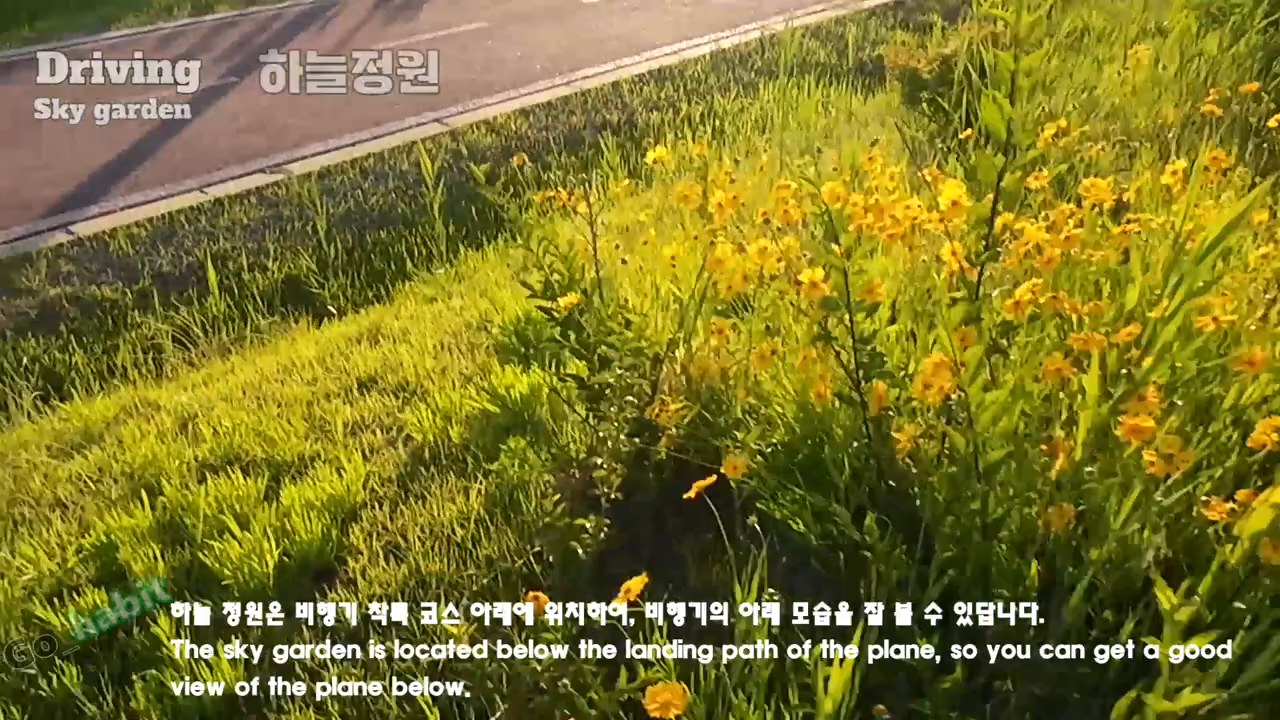 Driving 하늘정원
Sky garden
GO_habit
하늘 정원은 비행기 착륙 코스 아래에 위치하여, 비행기의 아래 모습을 잘 볼 수 있답니다.
The sky garden is located below the landing path of the plane, so you can get a good
view of the plane below.